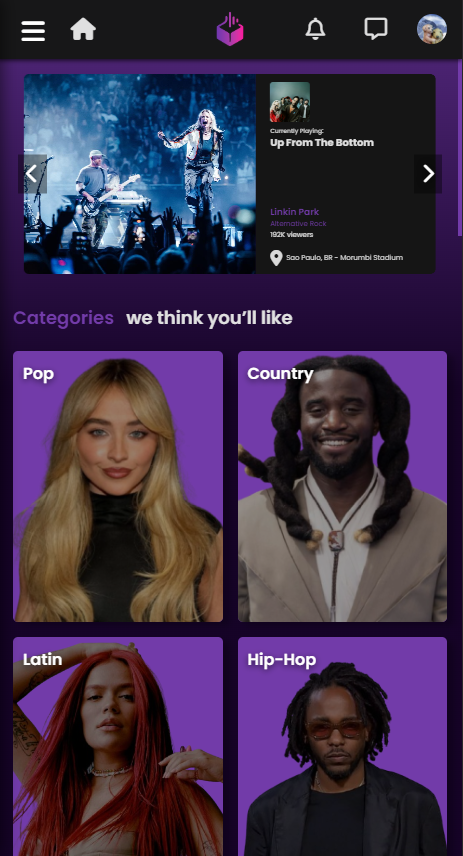 Currently Playing:
Up From The Bottom
Linkin Park
Alternative Rock
192K viewers
Sao Paulo, BR - Morumbi Stadium
Categories we think you'll like
Pop
Country
Latin
Hip-Hop